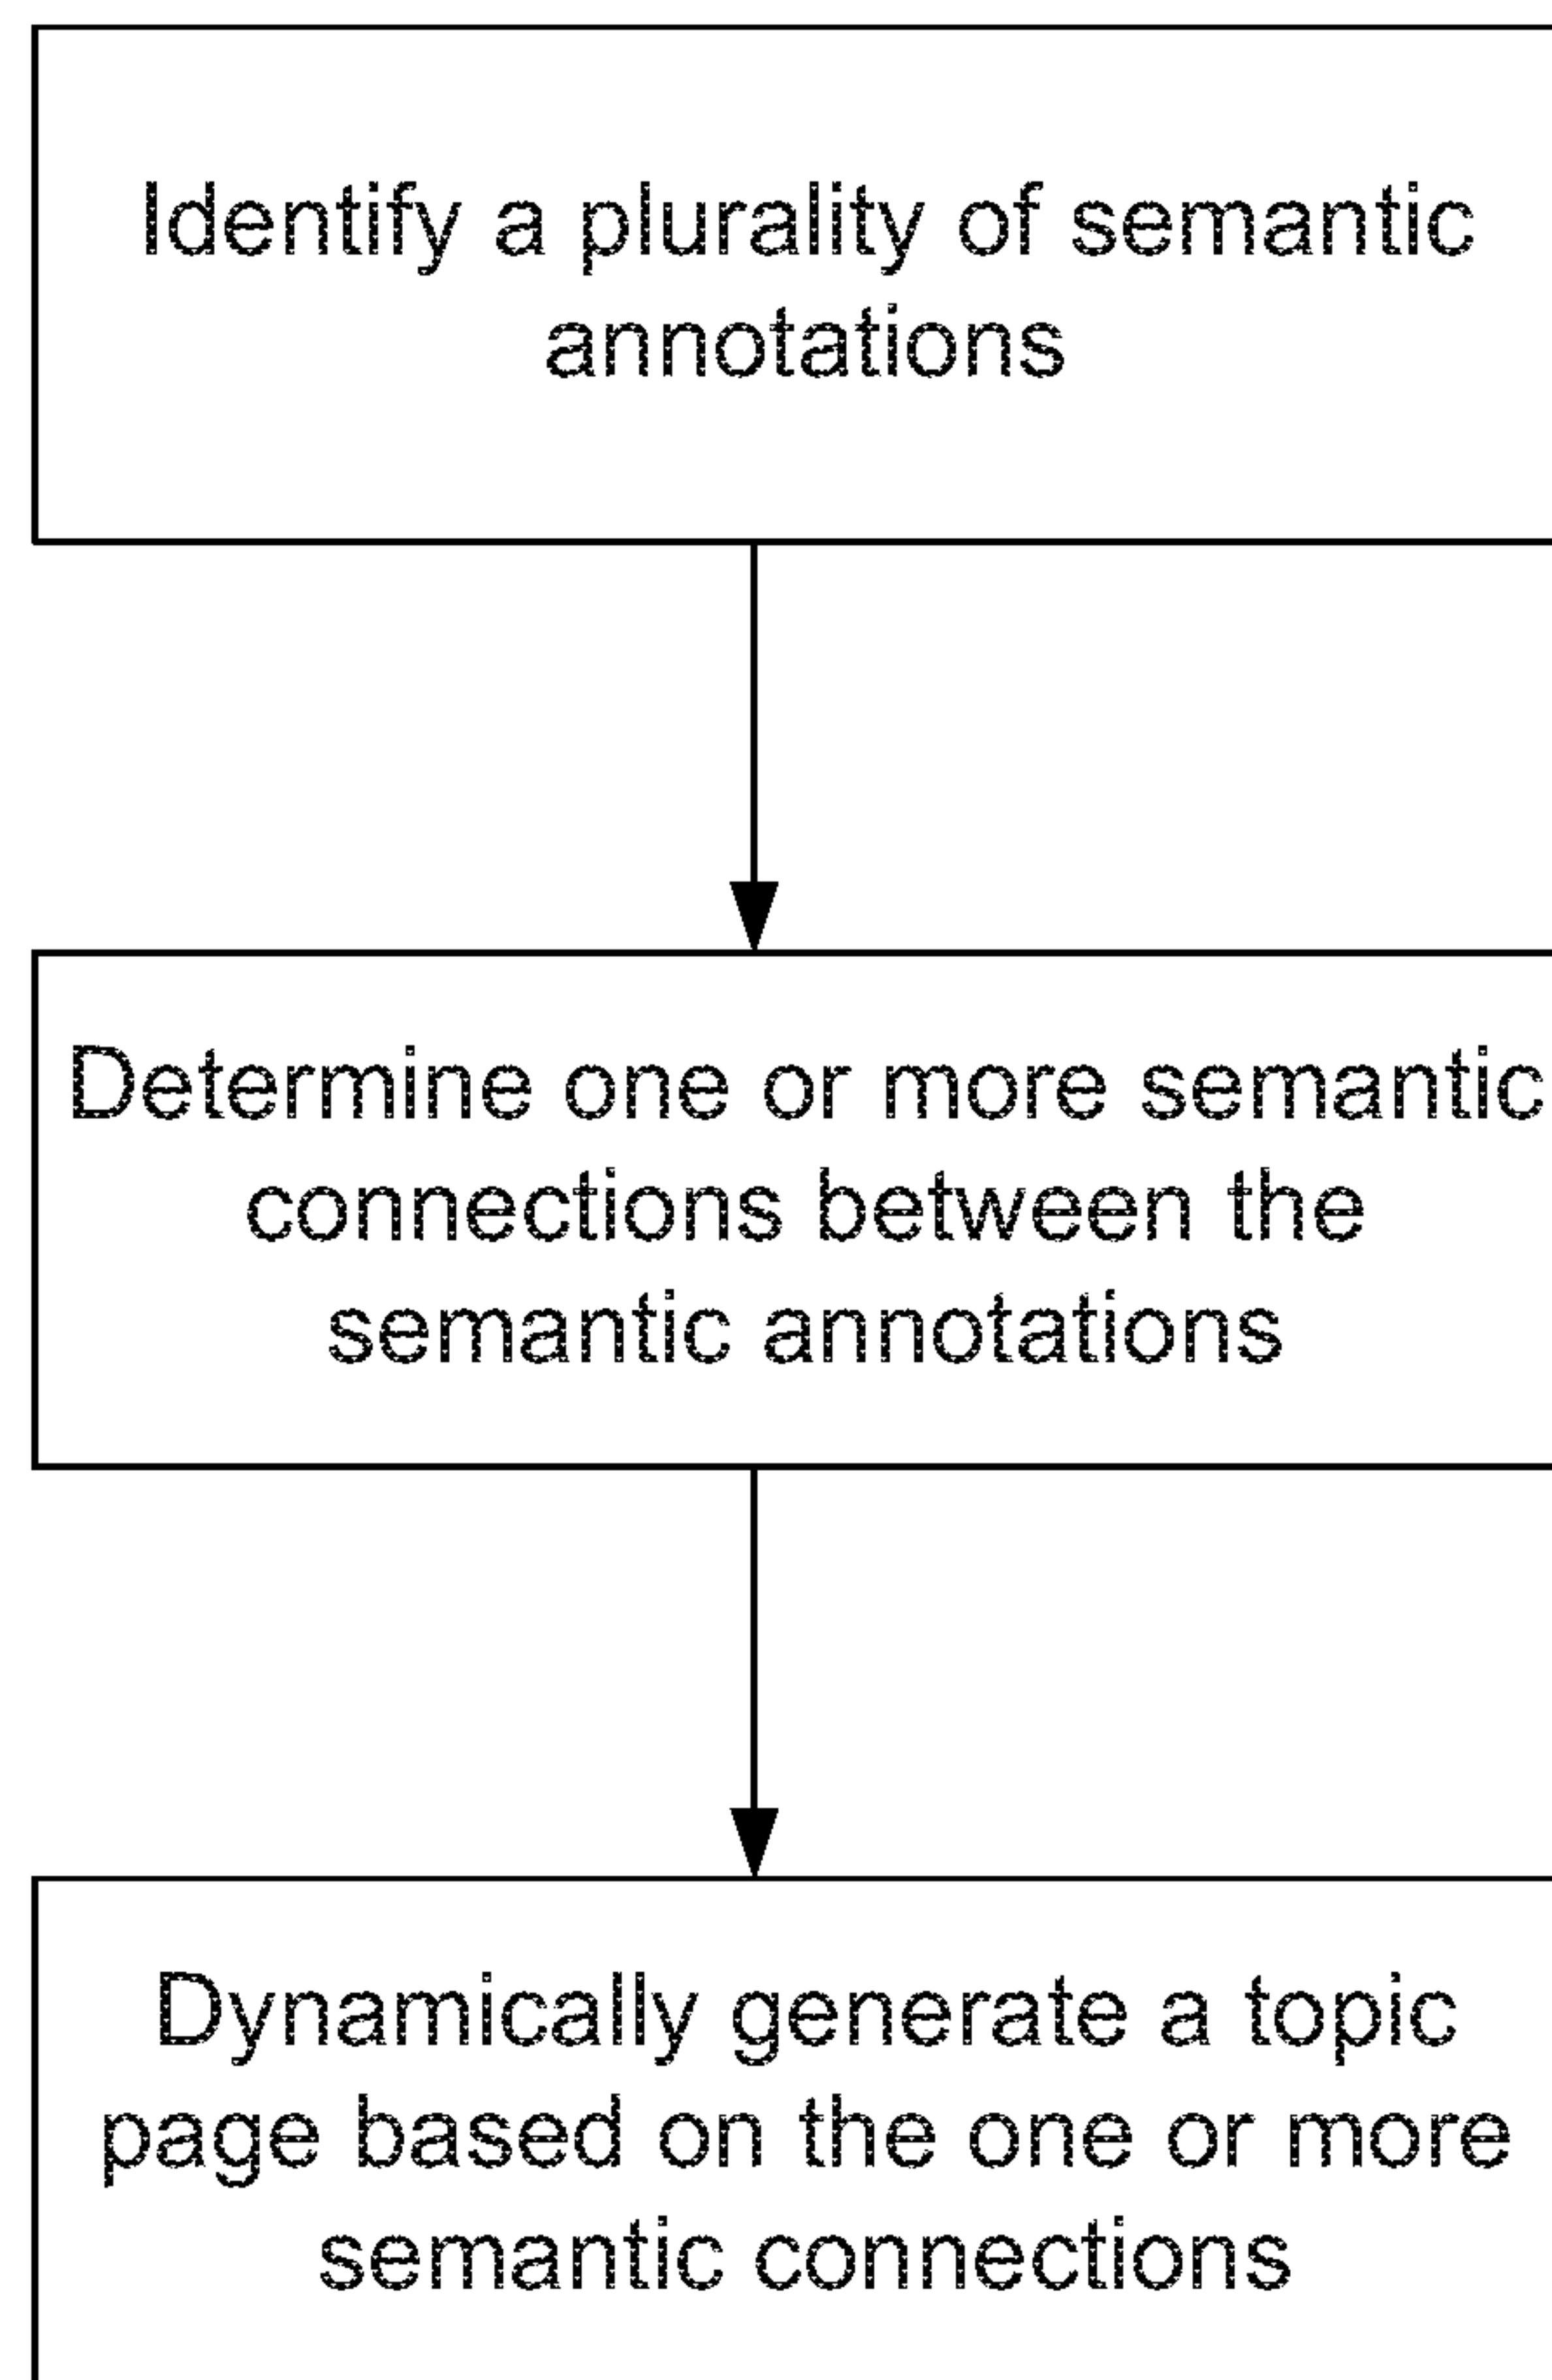 Identify a plurality of semantic
annotations
Determine one or more semantic
connections between the
semantic annotations
Dynamically generate a topic
page based on the one or more
semantic connections